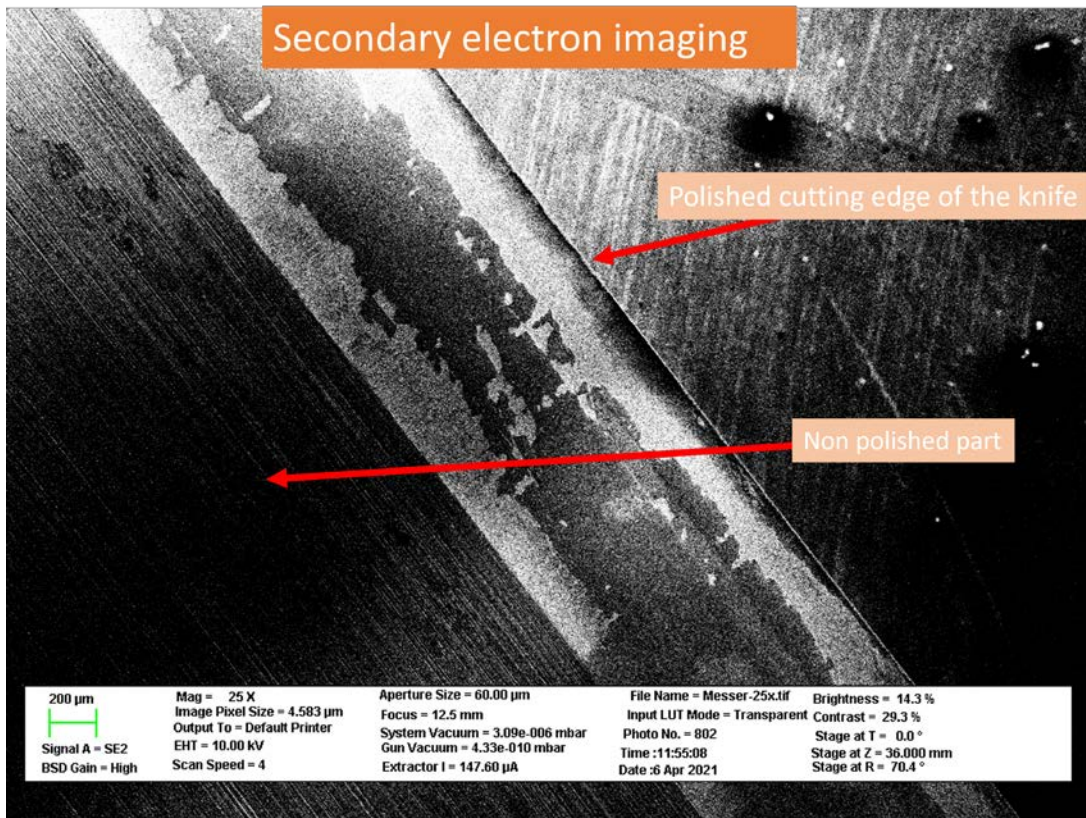 Secondary electron imaging
Polished cutting edge of the knife
Non polished part
200 µm
Signal A = SE2
BSD Gain = High
Mag = 25 X
Image Pixel Size = 4.583 µm
Output To = Default Printer
EHT = 10.00 kV
Scan Speed = 4
Aperture Size = 60.00 µm
Focus = 12.5 mm
System Vacuum = 3.09e-006 mbar
Gun Vacuum = 4.33e-010 mbar
Extractor I = 147.60 µA
File Name = Messer-25x.tif
Input LUT Mode = Transparent
Photo No. = 802
Time :11:55:08
Date :6 Apr 2021
Brightness = 14.3 %
Contrast = 29.3 %
Stage at T = 0.0 °
Stage at Z = 36.000 mm
Stage at R = 70.4 °